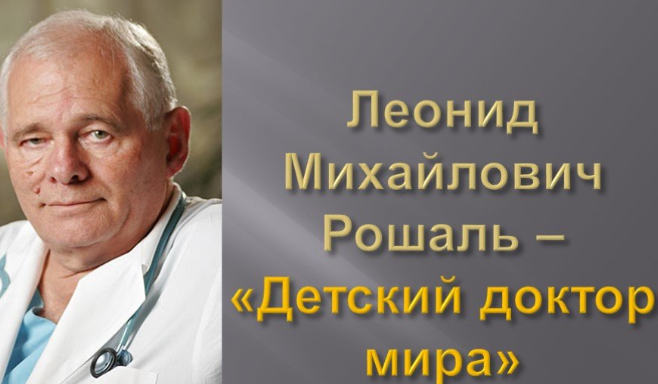 Леонид
Михайлович
Рошаль –
«Детский доктор
мира»